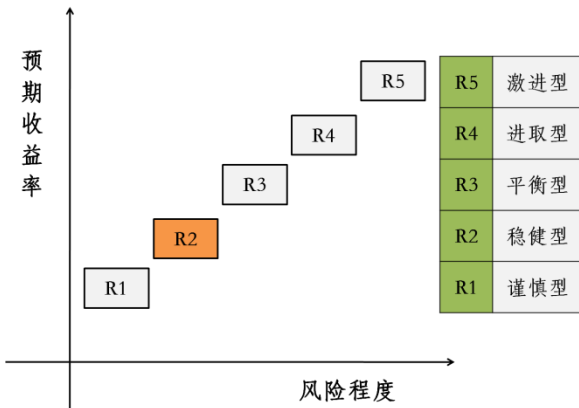 预期收益率
R5
R4
R3
R2
R1
风险程度
R5 激进型
R4 进取型
R3 平衡型
R2 稳健型
R1 谨慎型